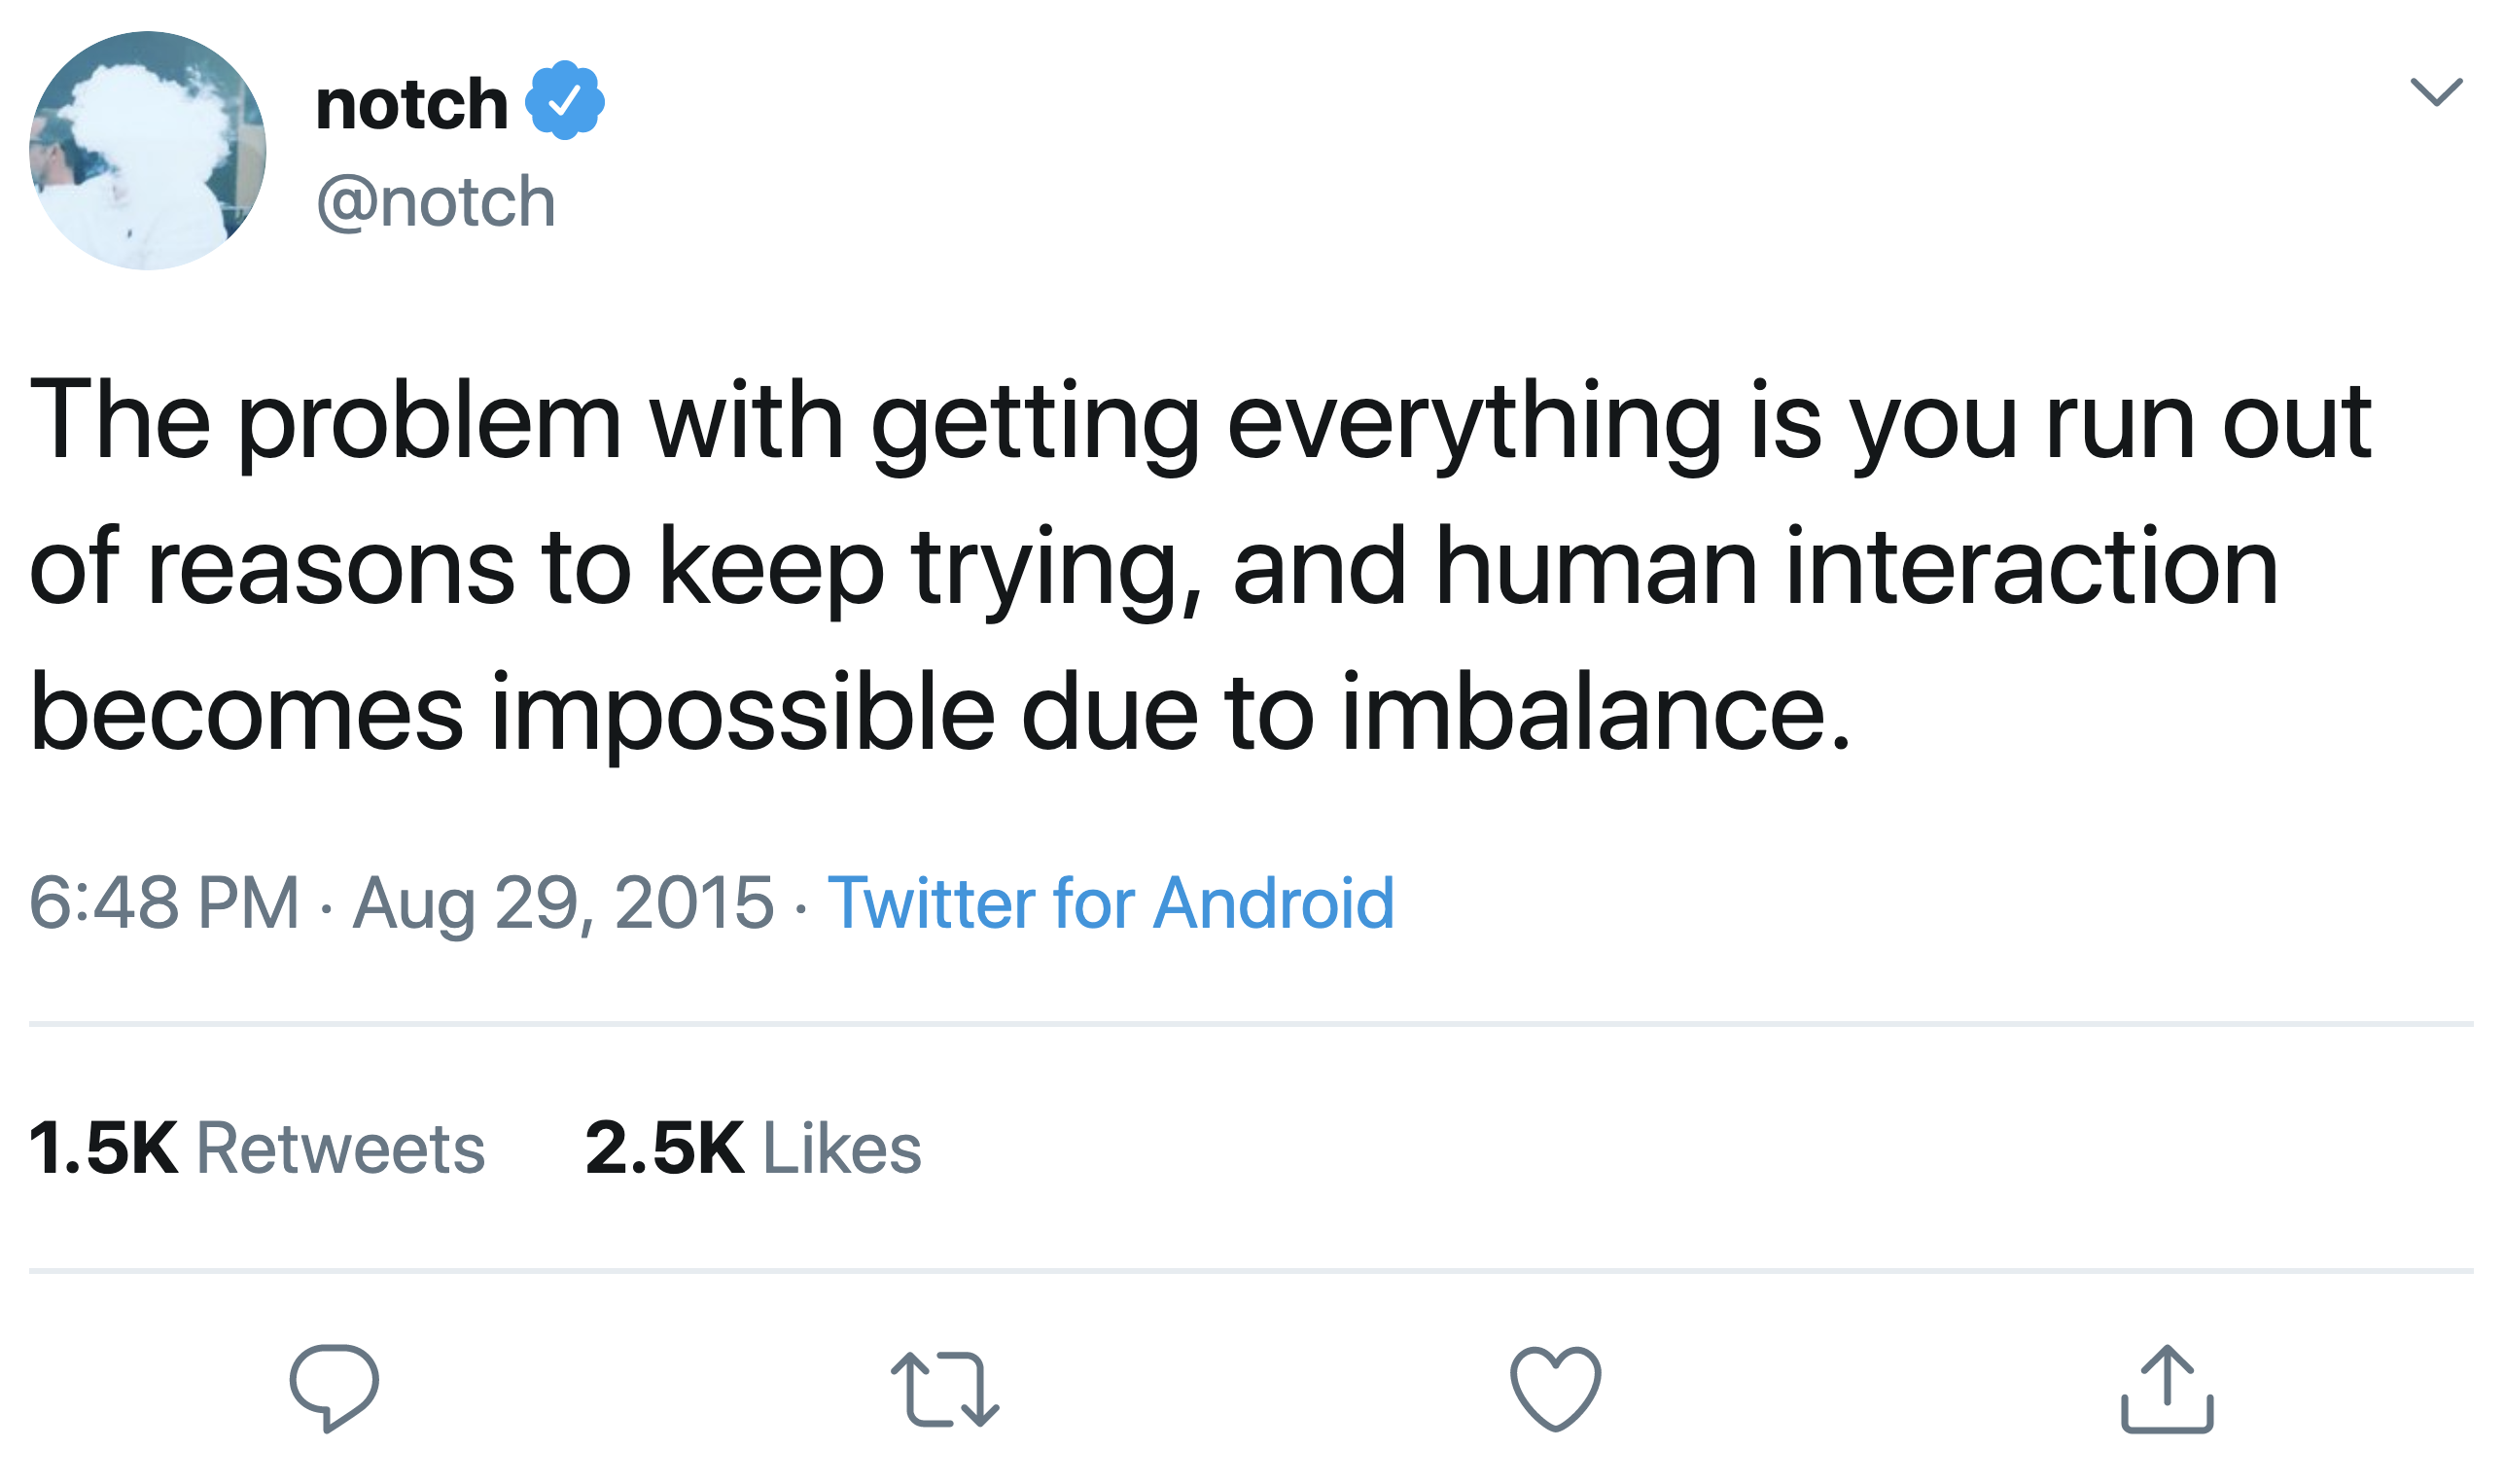 notch
@notch
The problem with getting everything is you run out
of reasons to keep trying, and human interaction
becomes impossible due to imbalance.
6:48 PM · Aug 29, 2015 · Twitter for Android
1.5K Retweets 2.5K Likes